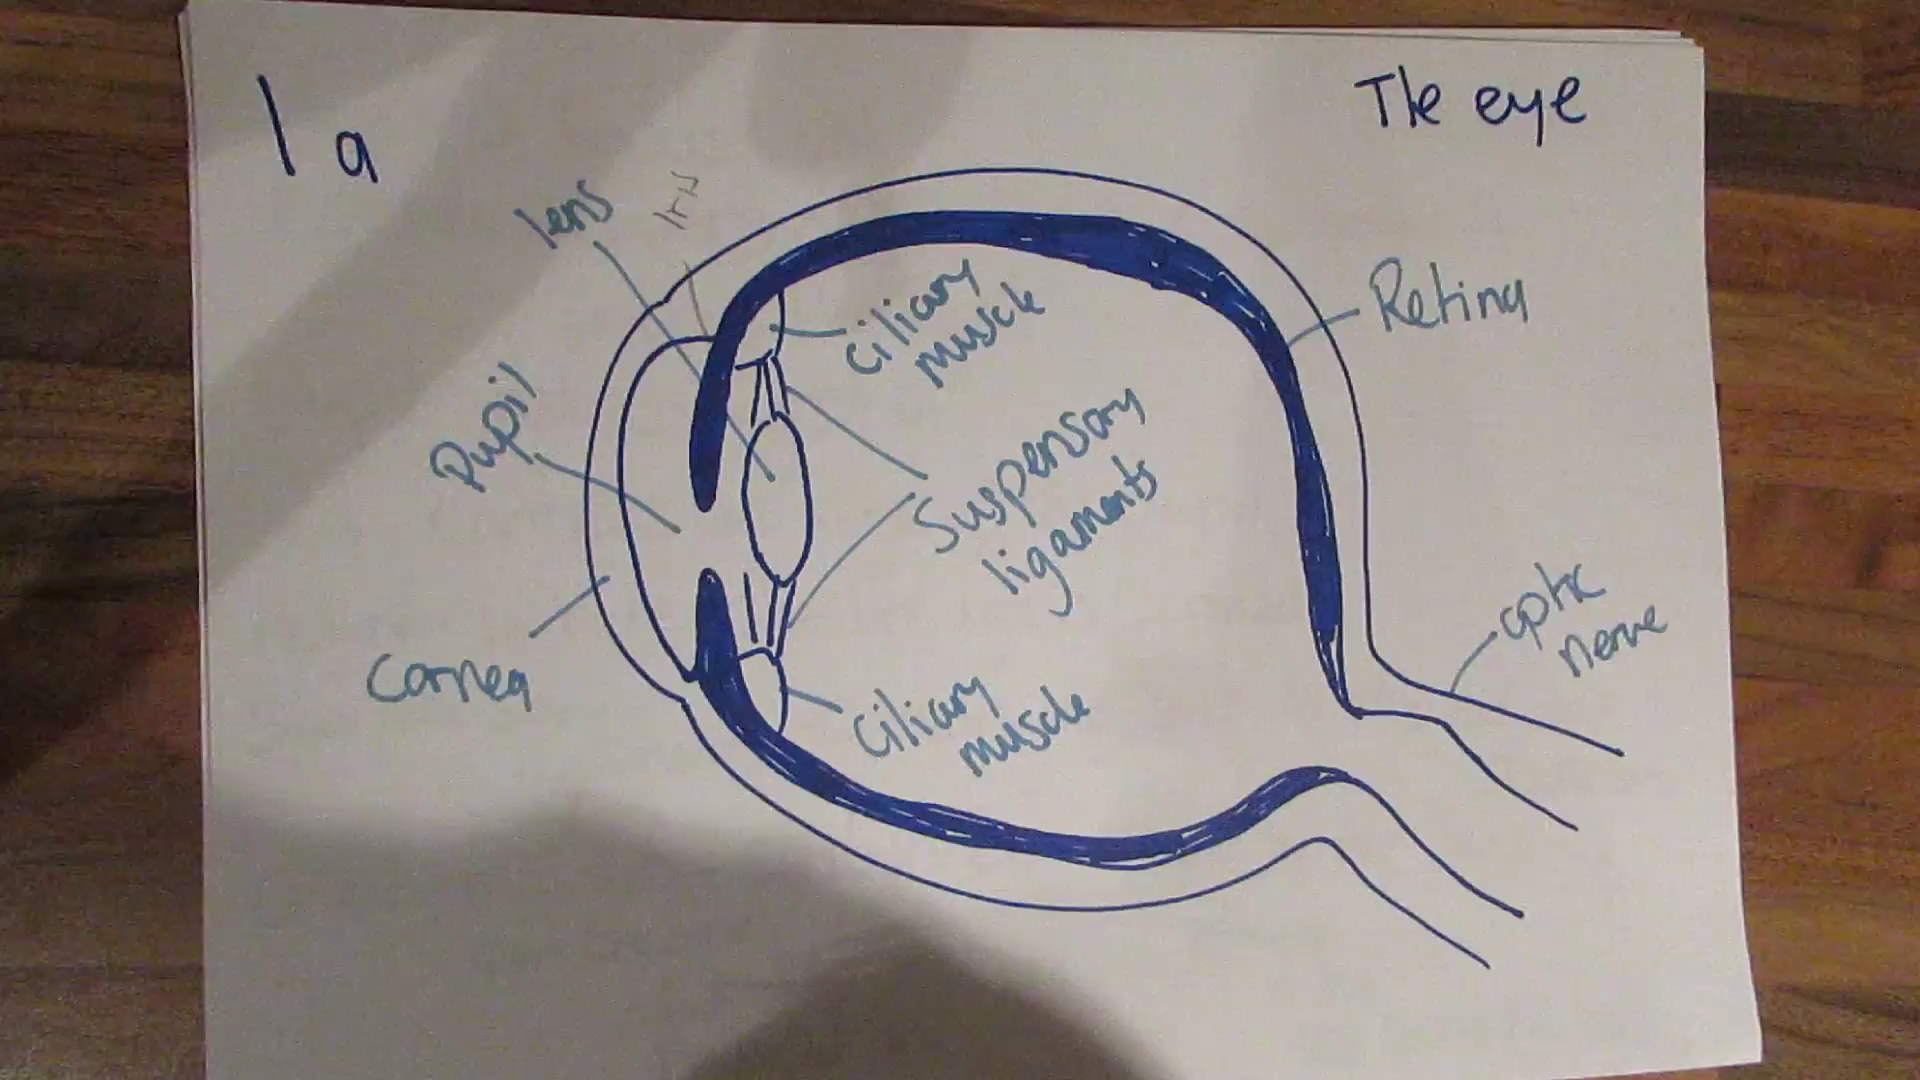 1 a
The eye
lens
Iris
ciliary
muscle
Retina
Pupil
Suspensory
ligaments
optic
nerve
Cornea
ciliary
muscle